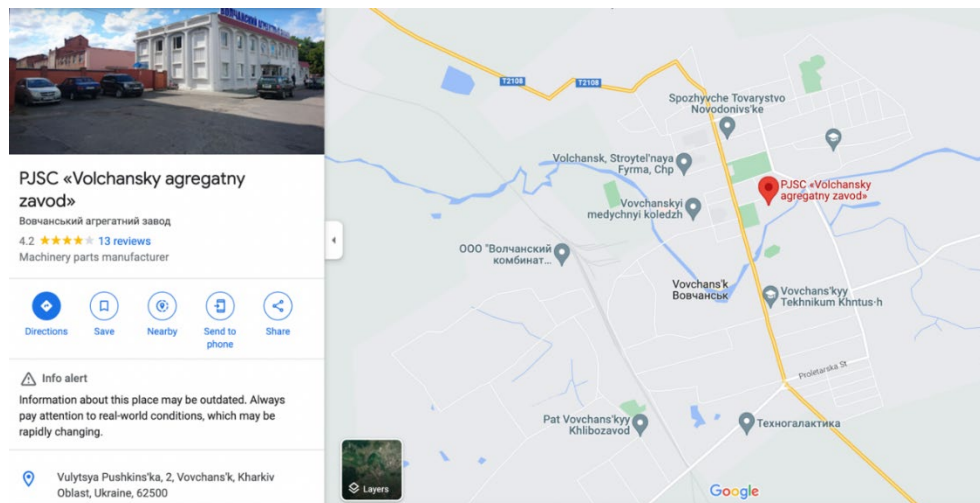 ВОЛЧАНСКИЙ АГРЕГАТНЫЙ
PJSC «Volchansky agregatny
zavod»
Вовчанський агрегатний завод
4.2 ★★★★★ 13 reviews
Machinery parts manufacturer
Directions
Save
Nearby
Send to
phone
Share
Info alert
Information about this place may be outdated. Always
pay attention to real-world conditions, which may be
rapidly changing.
Vulytsya Pushkins'ka, 2, Vovchans'k, Kharkiv
Oblast, Ukraine, 62500
T2108
T2108
Spozhyvche Tovarystvo
Novodonivs'ke
Volchansk, Stroytel'naya
Fyrma, Chp
PJSC «Volchansky
agregatny zavod»
Vovchanskyi
medychnyi koledzh
ООО "Волчанский
комбинат...
Vovchans'k
Вовчанськ
Vovchans'kyy
Tekhnikum Khntus-h
Proletarska St
Pat Vovchans'kyy
Khlibozavod
Техногалактика
Layers
Google